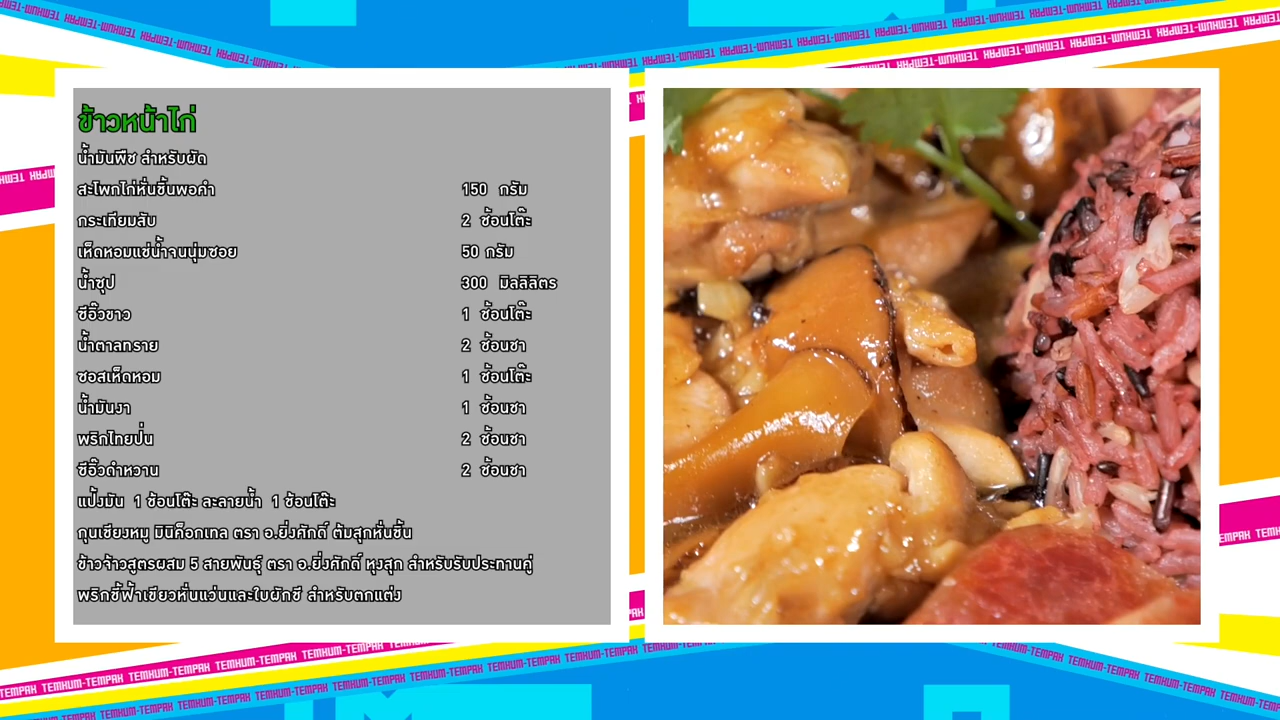 ข้าวหน้าไก่
น้ำมันพืช สำหรับผัด
สะโพกไก่หั่นชิ้นพอคำ 150 กรัม
กระเทียมสับ 2 ช้อนโต๊ะ
เห็ดหอมแช่น้ำจนนุ่มซอย 50 กรัม
น้ำซุป 300 มิลลิลิตร
ซีอิ๊วขาว 1 ช้อนโต๊ะ
น้ำตาลทราย 2 ช้อนชา
ซอสเห็ดหอม 1 ช้อนโต๊ะ
น้ำมันงา 1 ช้อนชา
พริกไทยป่น 2 ช้อนชา
ซีอิ๊วดำหวาน 2 ช้อนชา
แป้งมัน 1 ช้อนโต๊ะ ละลายน้ำ 1 ช้อนโต๊ะ
กุนเชียงหมู มินิค็อกเทล ตรา อ.ยิ่งศักดิ์ ต้มสุกหั่นชิ้น
ข้าวจ้าวสูตรผสม 5 สายพันธุ์ ตรา อ.ยิ่งศักดิ์ หุงสุก สำหรับรับประทานคู่
พริกชี้ฟ้าเขียวหั่นแว่นและใบผักชี สำหรับตกแต่ง
TEMKUM-TEMPAK TEMKUM-TEMPAK TEMKUM-TEMPAK TEMKUM-TEMPAK